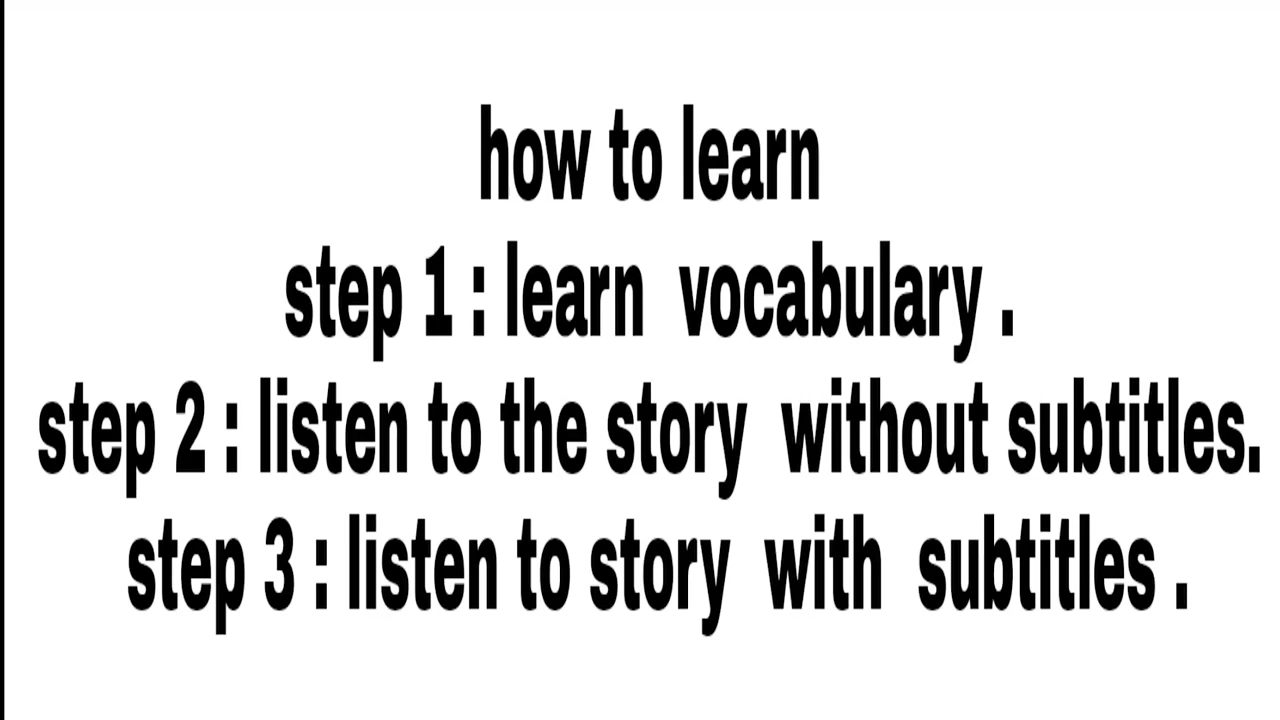 how to learn
step 1 : learn vocabulary .
step 2 : listen to the story without subtitles.
step 3 : listen to story with subtitles .